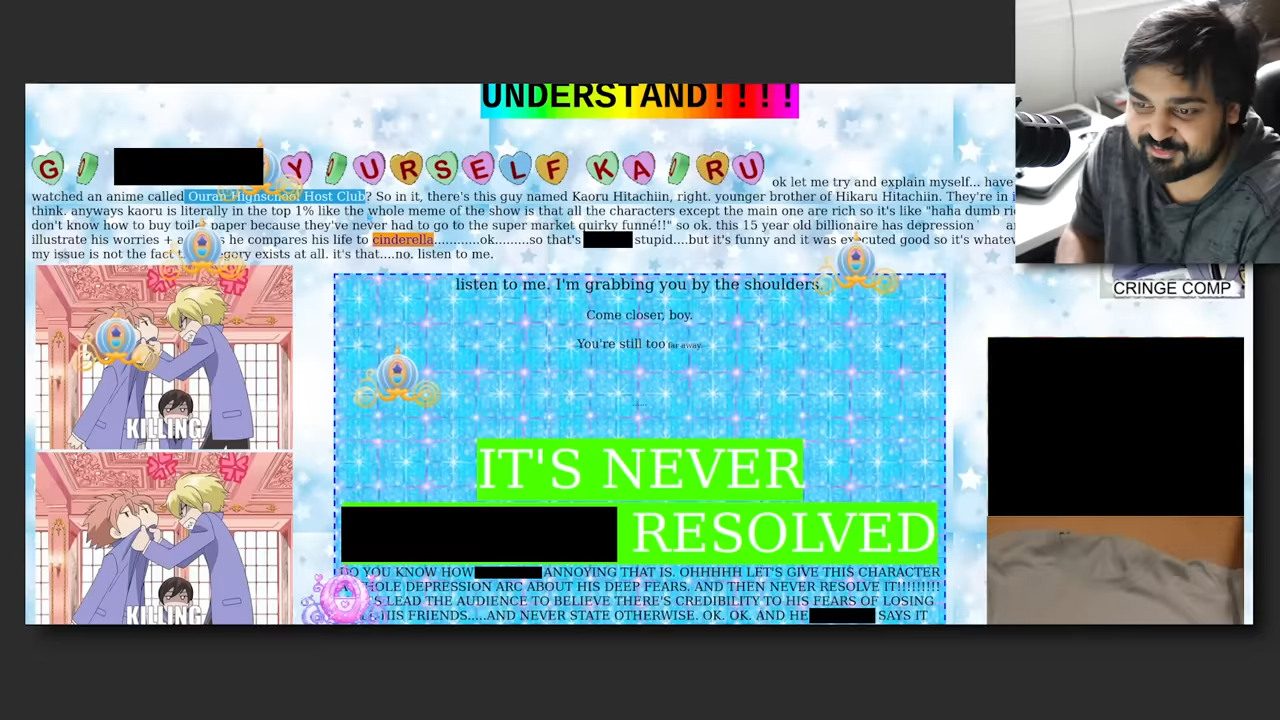 UNDERSTAND!!!!
GO YOURSELF KAORU
ok let me try and explain myself... have
watched an anime called Ouran Highschool Host Club? So in it, there's this guy named Kaoru Hitachiin, right. younger brother of Hikaru Hitachiin. They're in
think. anyways kaoru is literally in the top 1% like the whole meme of the show is that all the characters except the main one are rich so it's like "haha dumb
don't know how to buy toilet paper because they've never had to go to the super market quirky funné!!" so ok. this 15 year old billionaire has depression
illustrate his worries + he compares his life to cinderella............ok.........so that's stupid....but it's funny and it was executed good so it's
my issue is not the fact exists at all. it's that....no. listen to me.
listen to me. I'm grabbing you by the shoulders.
Come closer, boy.
You're still too far away
......
IT'S NEVER
RESOLVED
DO YOU KNOW HOW ANNOYING THAT IS. OHHHHH LET'S GIVE THIS CHARACTER
WHOLE DEPRESSION ARC ABOUT HIS DEEP FEARS. AND THEN NEVER RESOLVE IT!!!!!!!!!
LEAD THE AUDIENCE TO BELIEVE THERE'S CREDIBILITY TO HIS FEARS OF LOSING
HIS FRIENDS.....AND NEVER STATE OTHERWISE. OK. OK. AND HE SAYS IT
KILLING
KILLING
CRINGE COMP